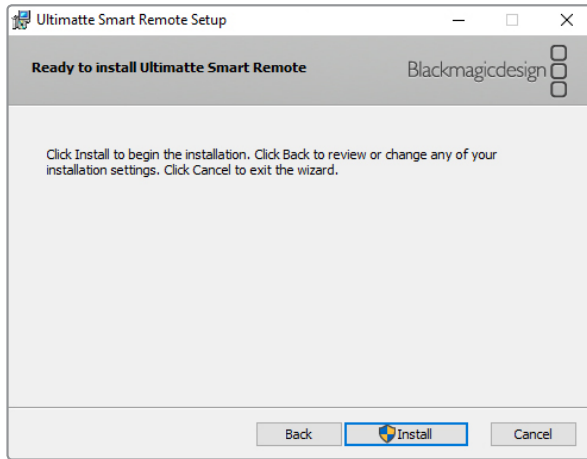 Ultimatte Smart Remote Setup
Ready to install Ultimatte Smart Remote
Blackmagicdesign
Click Install to begin the installation. Click Back to review or change any of your
installation settings. Click Cancel to exit the wizard.
Back
Install
Cancel